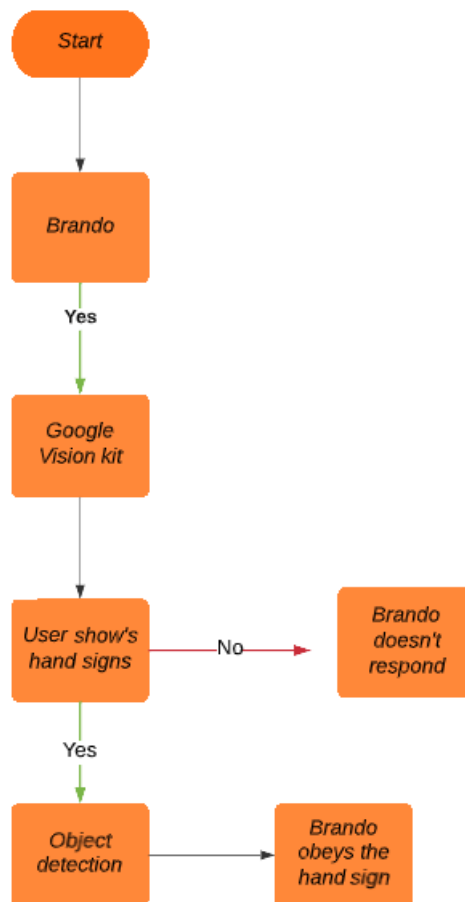 Start
Brando
Yes
Google
Vision kit
User show's
hand signs
No
Brando
doesn't
respond
Yes
Object
detection
Brando
obeys the
hand sign